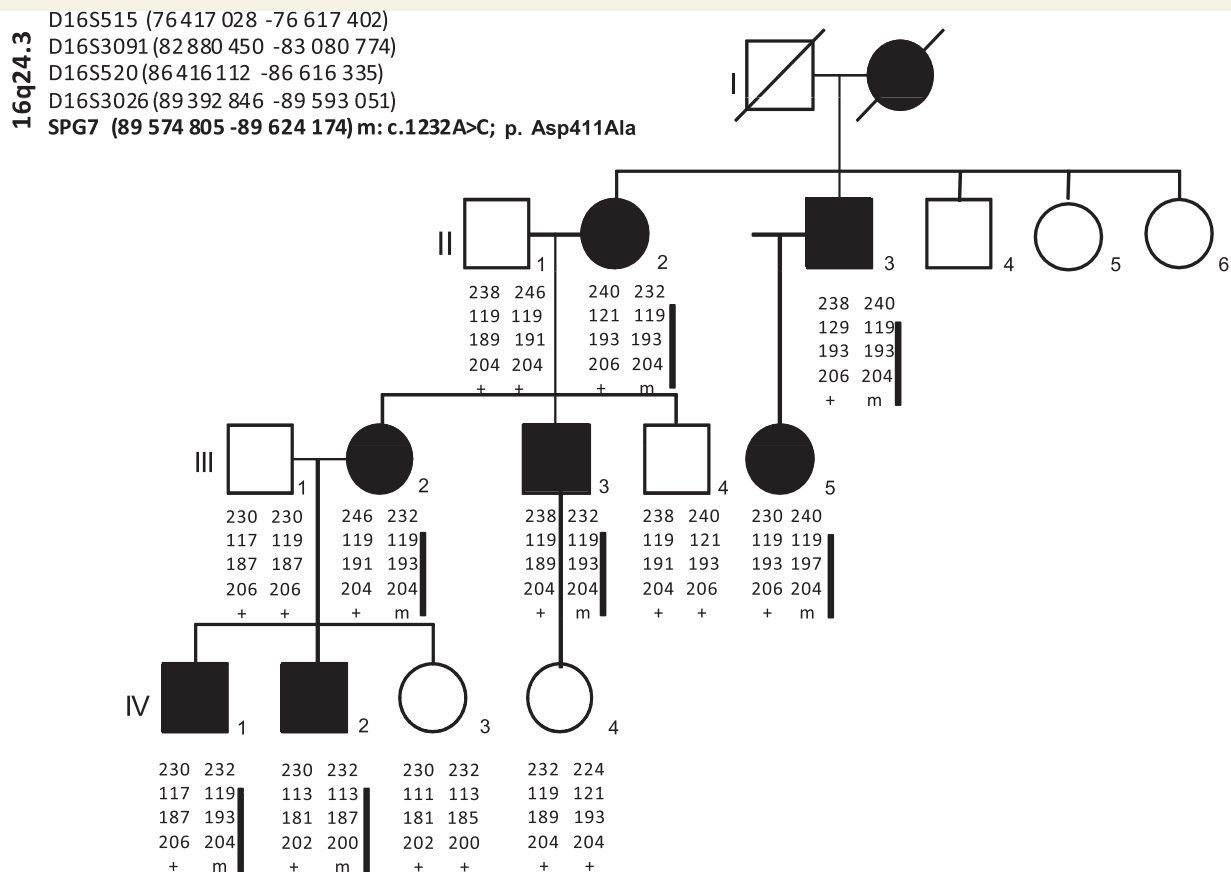 16q24.3
D16S515 (76 417 028 -76 617 402)
D16S3091 (82 880 450 -83 080 774)
D16S520 (86 416 112 -86 616 335)
D16S3026 (89 392 846 -89 593 051)
SPG7 (89 574 805 -89 624 174) m: c.1232A>C; p. Asp411Ala
I
II
1 2 3 4 5 6
238 246 240 232
119 119 121 119
189 191 193 193
204 204 206 204
+ + + m
238 240
129 119
193 193
206 204
+ m
III
1 2 3 4 5
230 230 246 232 238 232 238 240 230 240
117 119 119 119 119 119 119 121 119 119
187 187 191 193 189 193 191 193 193 197
206 206 204 204 204 204 204 206 206 204
+ + + m + m + + + m
IV
1 2 3 4
230 232 230 232 230 232 232 224
117 119 113 113 111 113 119 121
187 193 181 187 181 185 189 193
206 204 202 200 202 200 204 204
+ m + m + + + +